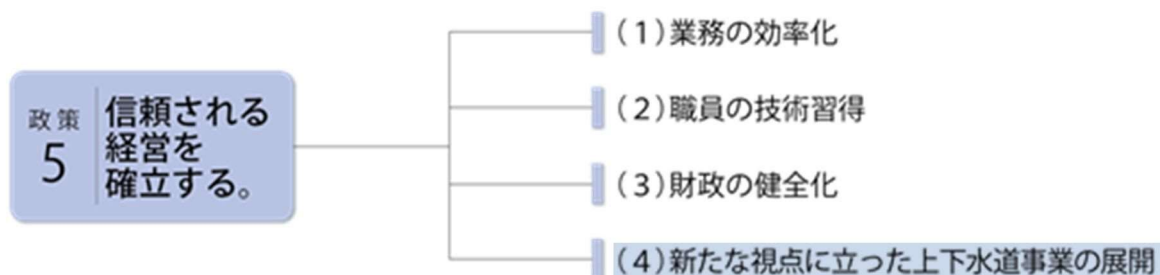 政策
5
信頼される
経営を
確立する。
(1)業務の効率化
(2)職員の技術習得
(3)財政の健全化
(4)新たな視点に立った上下水道事業の展開